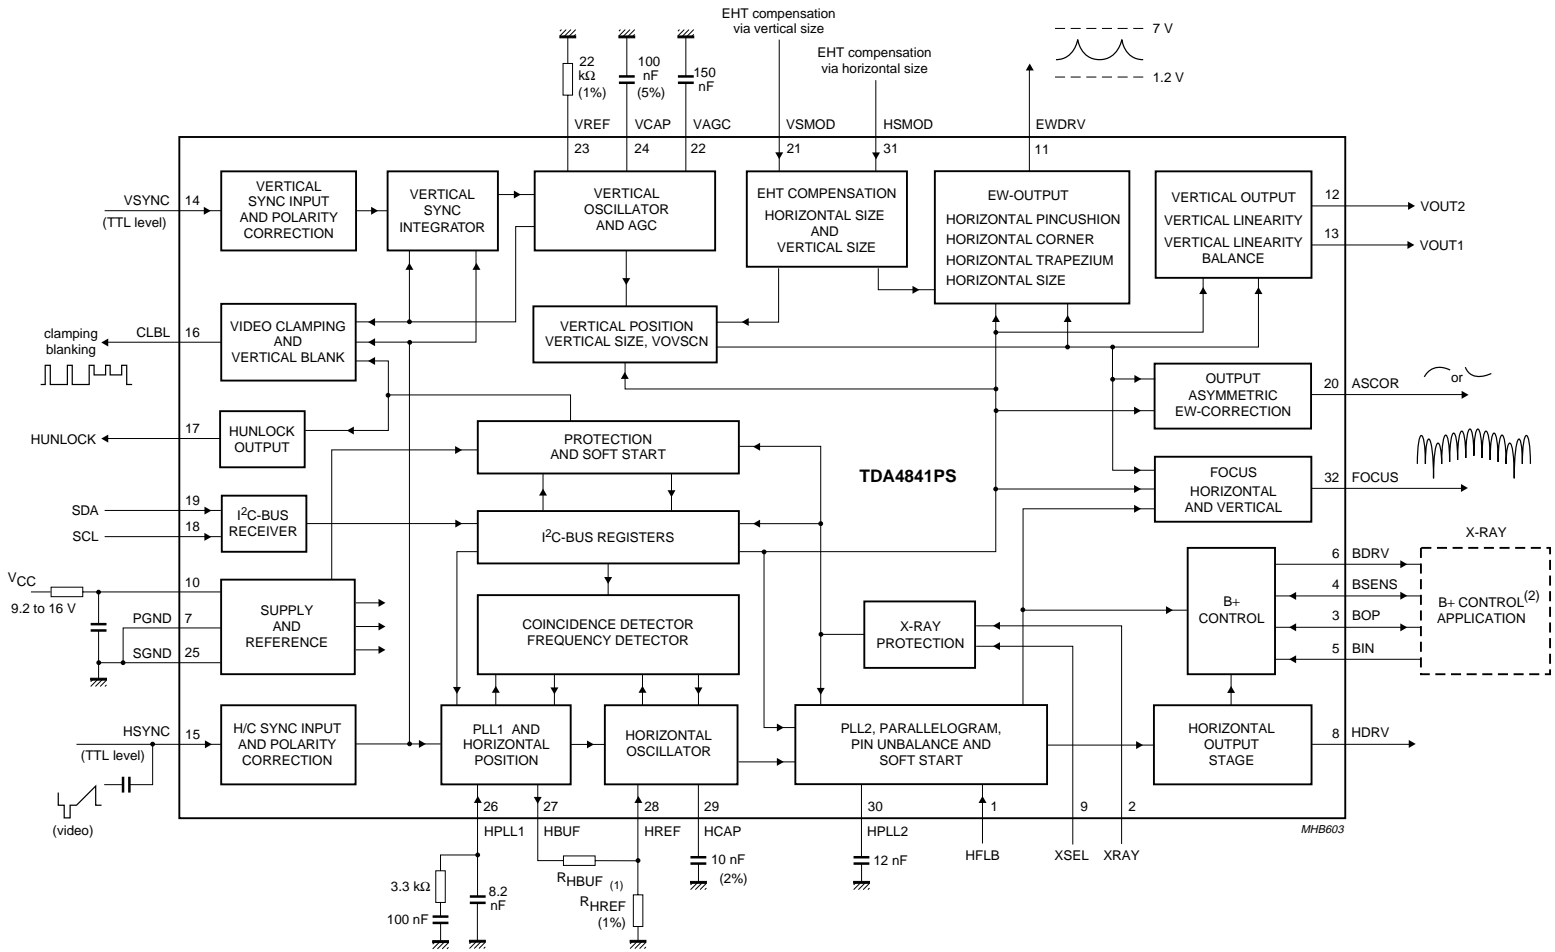 EHT compensation
via vertical size
EHT compensation
via horizontal size
7 V
1.2 V
22
kΩ
(1%)
100
nF
(5%)
150
nF
VREF
VCAP
VAGC
VSMOD
HSMOD
EWDRV
23
24
22
21
31
11
VSYNC
(TTL level)
14
VERTICAL
SYNC INPUT
AND POLARITY
CORRECTION
VERTICAL
SYNC
INTEGRATOR
VERTICAL
OSCILLATOR
AND AGC
EHT COMPENSATION
HORIZONTAL SIZE
AND
VERTICAL SIZE
EW-OUTPUT
HORIZONTAL PINCUSHION
HORIZONTAL CORNER
HORIZONTAL TRAPEZIUM
HORIZONTAL SIZE
VERTICAL OUTPUT
VERTICAL LINEARITY
VERTICAL LINEARITY
BALANCE
12
VOUT2
13
VOUT1
clamping
blanking
CLBL
16
VIDEO CLAMPING
AND
VERTICAL BLANK
VERTICAL POSITION
VERTICAL SIZE, VOVSCN
OUTPUT
ASYMMETRIC
EW-CORRECTION
20
ASCOR
or
HUNLOCK
17
HUNLOCK
OUTPUT
PROTECTION
AND SOFT START
TDA4841PS
FOCUS
HORIZONTAL
AND VERTICAL
32
FOCUS
SDA
19
SCL
18
I²C-BUS
RECEIVER
I²C-BUS REGISTERS
X-RAY
VCC
9.2 to 16 V
10
PGND
7
SGND
25
SUPPLY
AND
REFERENCE
COINCIDENCE DETECTOR
FREQUENCY DETECTOR
X-RAY
PROTECTION
B+
CONTROL
6
BDRV
4
BSENS
3
BOP
5
BIN
B+ CONTROL(2)
APPLICATION
HSYNC
(TTL level)
15
(video)
H/C SYNC INPUT
AND POLARITY
CORRECTION
PLL1 AND
HORIZONTAL
POSITION
HORIZONTAL
OSCILLATOR
PLL2, PARALLELOGRAM,
PIN UNBALANCE AND
SOFT START
HORIZONTAL
OUTPUT
STAGE
8
HDRV
26
27
28
29
30
1
9
2
HPLL1
HBUF
HREF
HCAP
HPLL2
HFLB
XSEL
XRAY
MHB603
3.3 kΩ
100 nF
8.2
nF
RHBUF (1)
RHREF
(1%)
10 nF
(2%)
12 nF